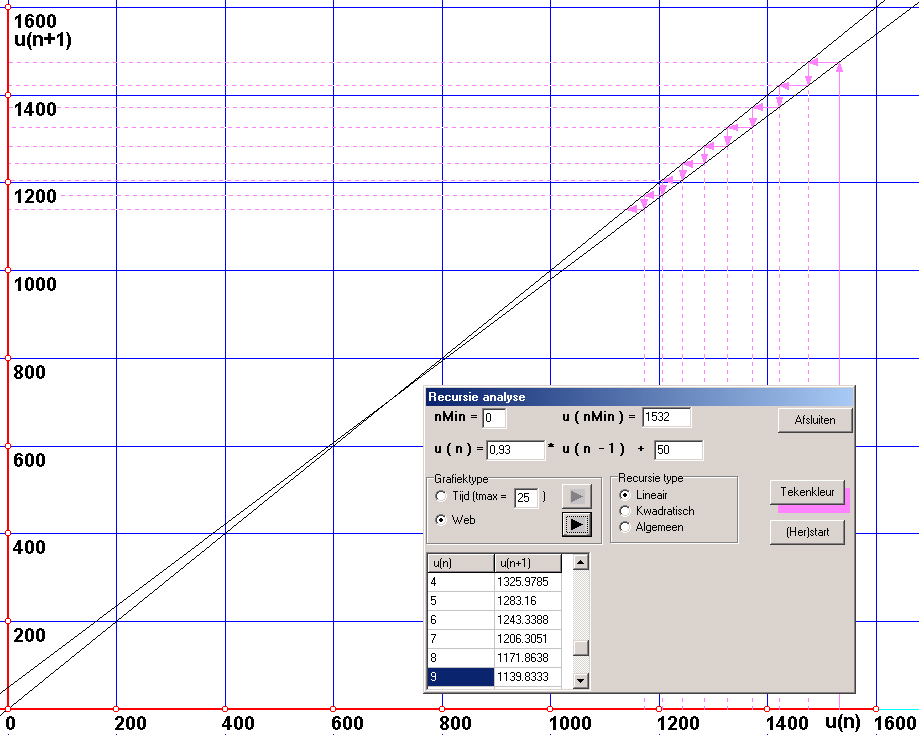 1600
u(n+1)
1400
1200
1000
800
600
400
200
Recursie analyse
nMin = 0 u ( nMin ) = 1532 Afsluiten
u ( n ) = 0,93 * u ( n - 1 ) + 50
Grafiektype
Tijd (tmax = 25 )
Web
Recursie type
Lineair
Kwadratisch
Algemeen
Tekenkleur
(Her)start
u(n) u(n+1)
4 1325.9785
5 1283.16
6 1243.3388
7 1206.3051
8 1171.8638
9 1139.8333
0 200 400 600 800 1000 1200 1400 u(n) 1600